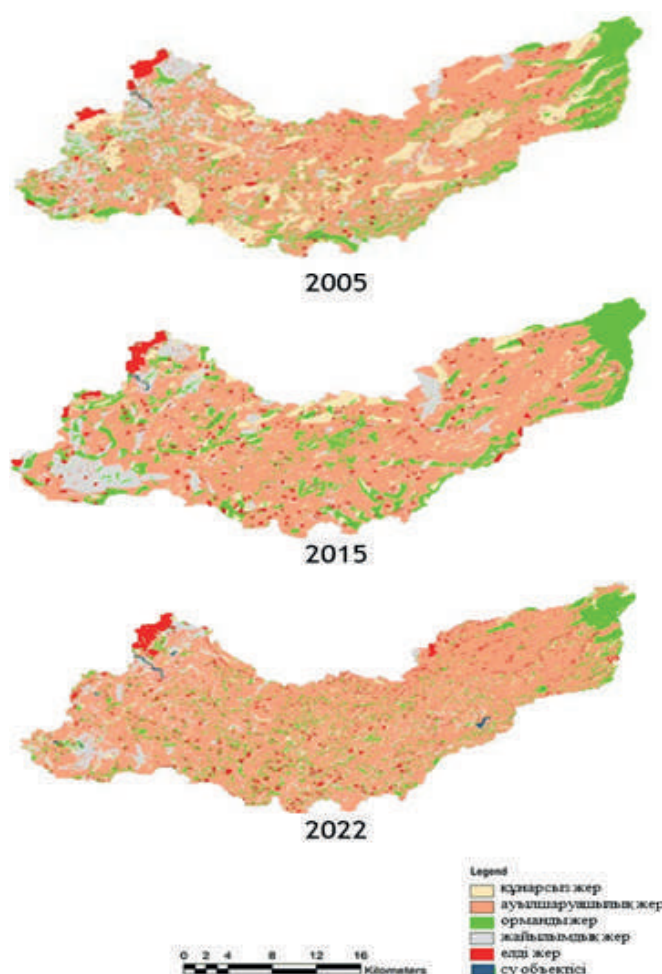 2005
2015
2022
Legend
құнарсыз жер
ауылшаруашылық жер
орманды жер
жайылымдық жер
елді жер
су объектісі
0 2 4 8 12 16
Kilometers